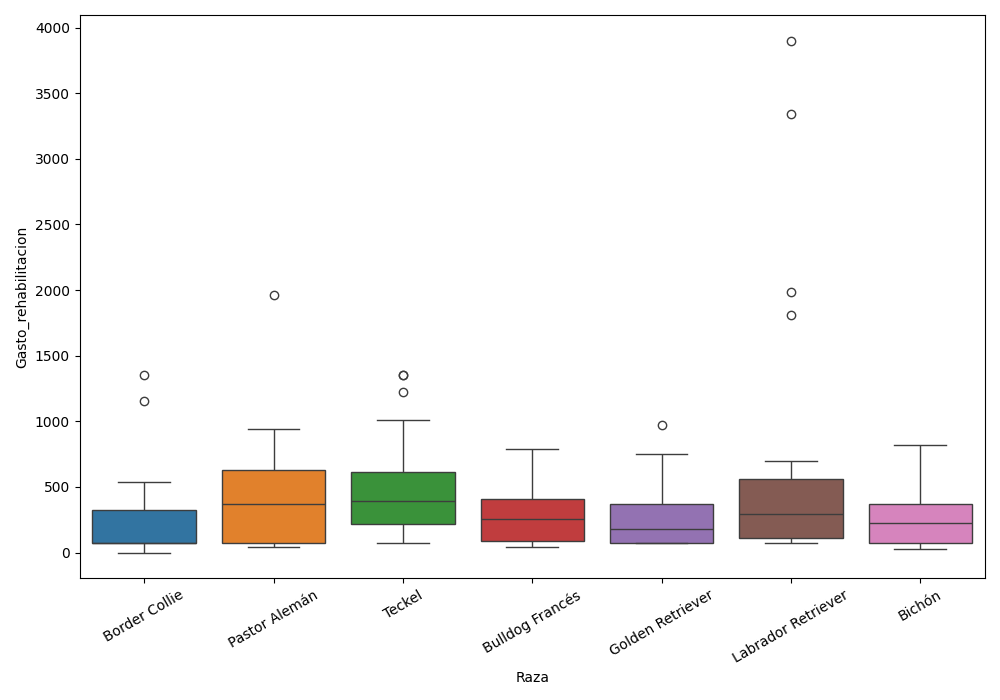 4000
3500
3000
2500
2000
1500
1000
500
0
Gasto_rehabilitacion
Border Collie
Pastor Alemán
Teckel
Bulldog Francés
Golden Retriever
Labrador Retriever
Bichón
Raza